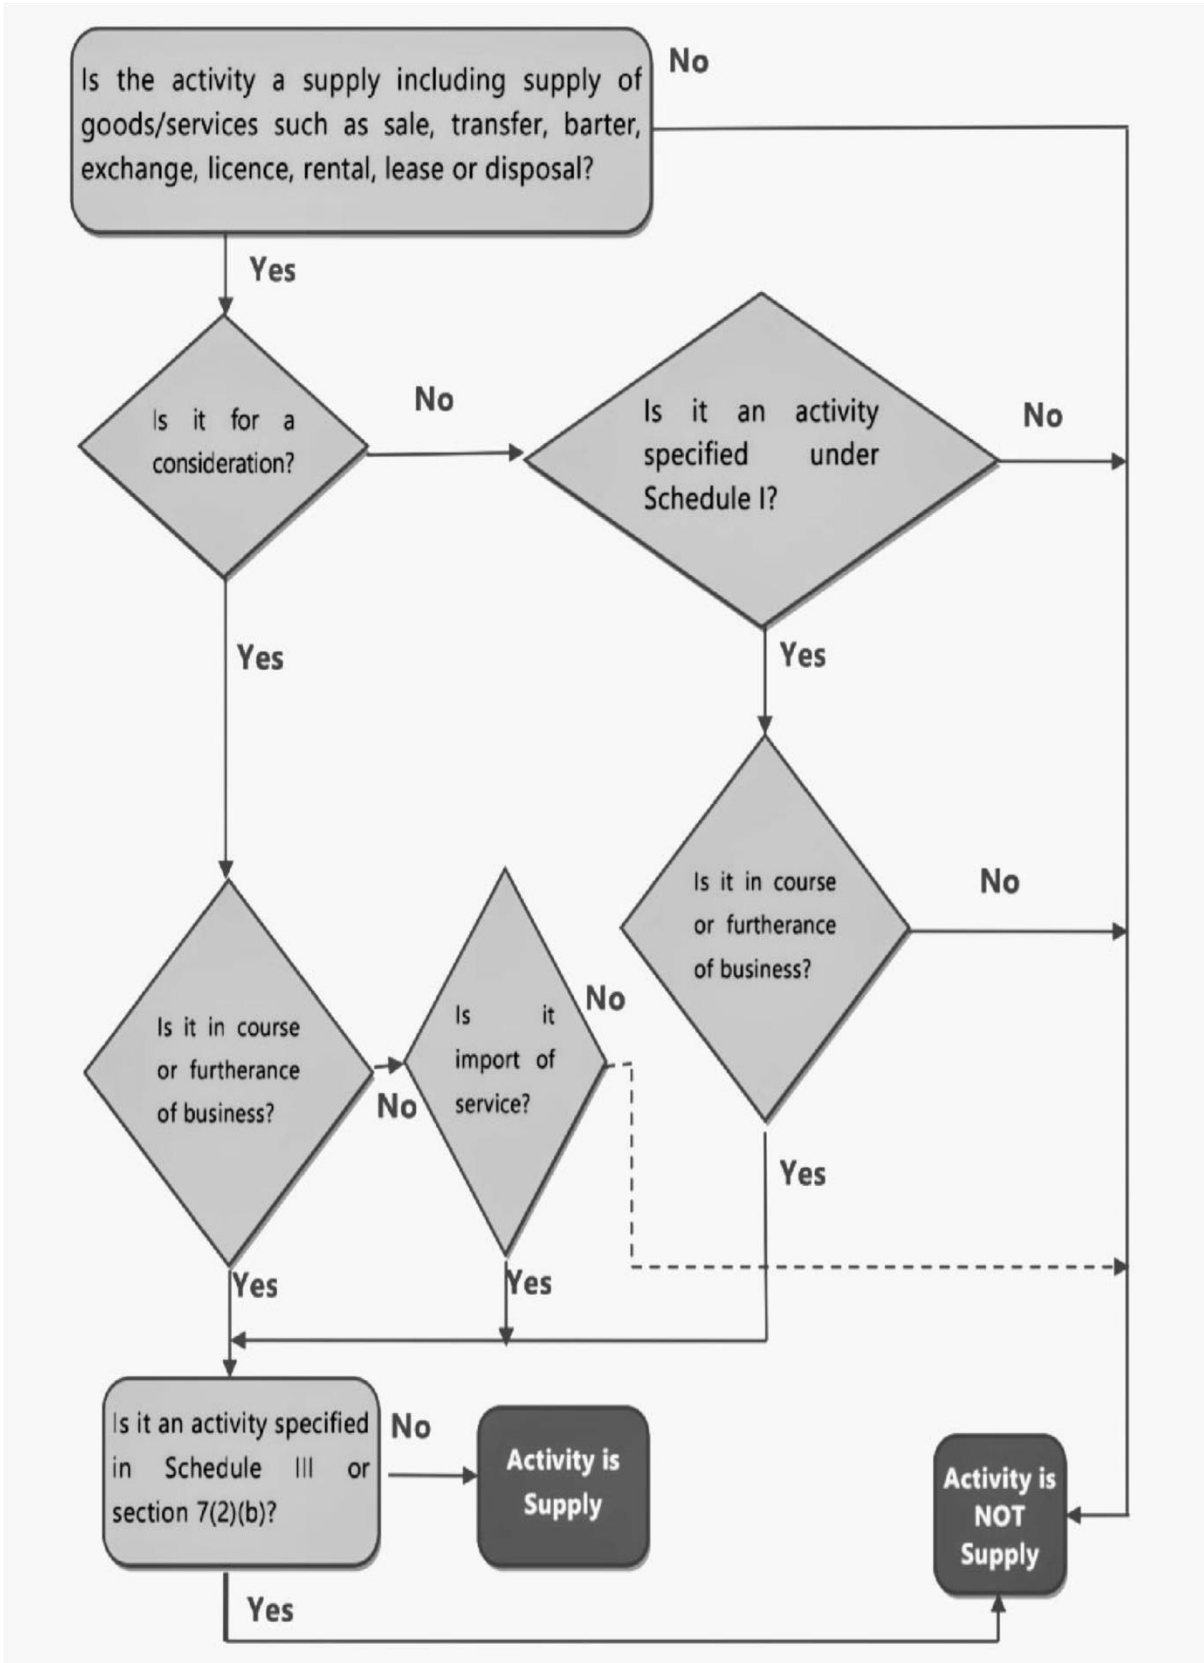 Is the activity a supply including supply of
goods/services such as sale, transfer, barter,
exchange, licence, rental, lease or disposal?
No
Yes
Is it for a
consideration?
No
Is it an activity
specified under
Schedule I?
No
Yes
Yes
Is it in course
or furtherance
of business?
No
Is it in course
or furtherance
of business?
No
Is it
import of
service?
No
Yes
Yes
Yes
Is it an activity specified
in Schedule III or
section 7(2)(b)?
No
Activity is
Supply
Activity is
NOT
Supply
Yes